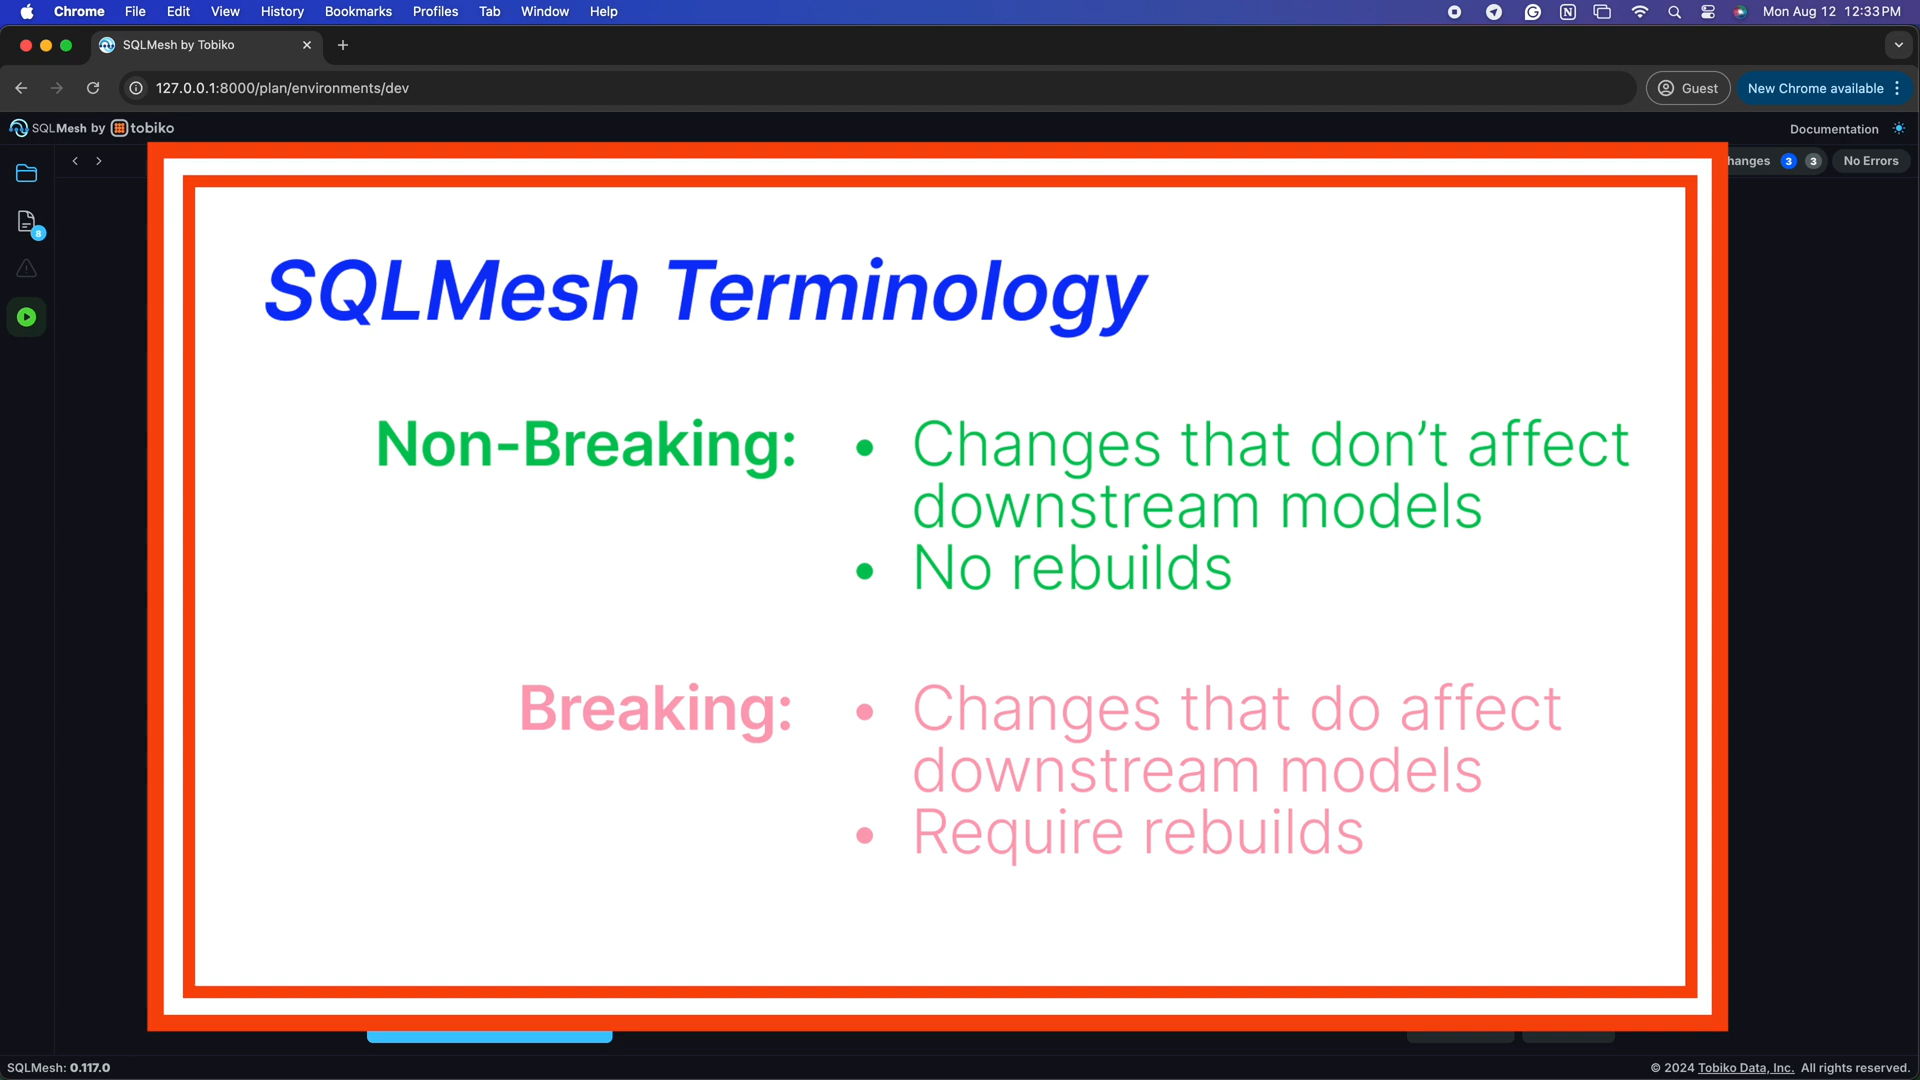 Chrome File Edit View History Bookmarks Profiles Tab Window Help Mon Aug 12 12:33 PM
SQLMesh by Tobiko
127.0.0.1:8000/plan/environments/dev Guest New Chrome available
SQLMesh by tobiko Documentation
hanges 3 3 No Errors
8
SQLMesh Terminology
Non-Breaking: • Changes that don’t affect
downstream models
• No rebuilds
Breaking: • Changes that do affect
downstream models
• Require rebuilds
SQLMesh: 0.117.0 © 2024 Tobiko Data, Inc. All rights reserved.